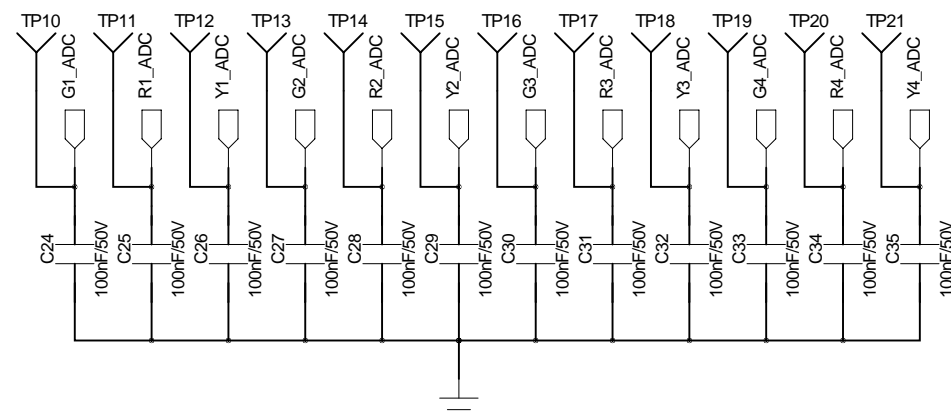 TP10 TP11 TP12 TP13 TP14 TP15 TP16 TP17 TP18 TP19 TP20 TP21
G1_ADC
R1_ADC
Y1_ADC
G2_ADC
R2_ADC
Y2_ADC
G3_ADC
R3_ADC
Y3_ADC
G4_ADC
R4_ADC
Y4_ADC
C24
100nF/50V
C25
100nF/50V
C26
100nF/50V
C27
100nF/50V
C28
100nF/50V
C29
100nF/50V
C30
100nF/50V
C31
100nF/50V
C32
100nF/50V
C33
100nF/50V
C34
100nF/50V
C35
100nF/50V